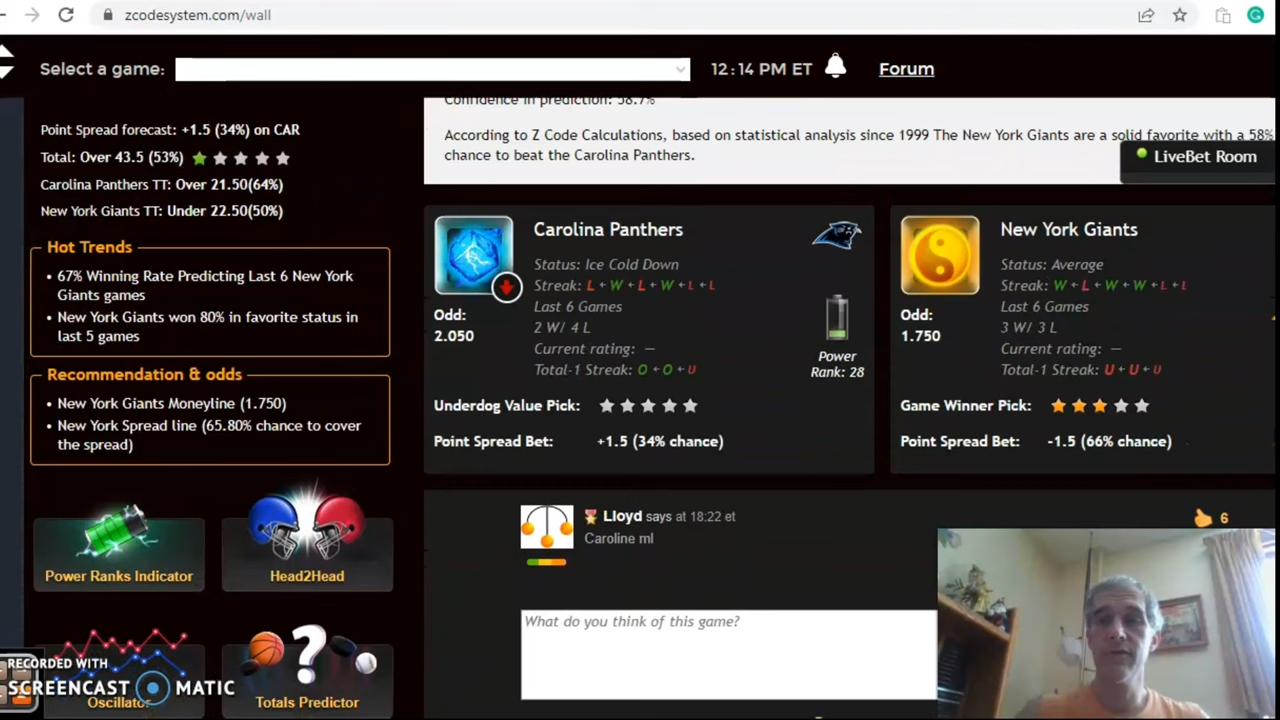 zcodesystem.com/wall
Select a game:
12:14 PM ET
Forum
Point Spread forecast: +1.5 (34%) on CAR
Total: Over 43.5 (53%)
Carolina Panthers TT: Over 21.50(64%)
New York Giants TT: Under 22.50(50%)
Hot Trends
• 67% Winning Rate Predicting Last 6 New York
Giants games
• New York Giants won 80% in favorite status in
last 5 games
Recommendation & odds
• New York Giants Moneyline (1.750)
• New York Spread line (65.80% chance to cover
the spread)
Power Ranks Indicator
Head2Head
Oscillator
Totals Predictor
RECORDED WITH
SCREENCAST MATIC
Confidence in prediction: 58.7%
According to Z Code Calculations, based on statistical analysis since 1999 The New York Giants are a solid favorite with a 58%
chance to beat the Carolina Panthers.
LiveBet Room
Carolina Panthers
Status: Ice Cold Down
Streak: L - W - L - W - L - L
Last 6 Games
2 W/ 4 L
Current rating: —
Total-1 Streak: O - O - U
Odd:
2.050
Power
Rank: 28
Underdog Value Pick:
Point Spread Bet: +1.5 (34% chance)
New York Giants
Status: Average
Streak: W - L - W - W - L - L
Last 6 Games
3 W/ 3 L
Current rating: —
Total-1 Streak: U - U - U
Odd:
1.750
Game Winner Pick:
Point Spread Bet: -1.5 (66% chance)
Lloyd says at 18:22 et
Caroline ml
6
What do you think of this game?